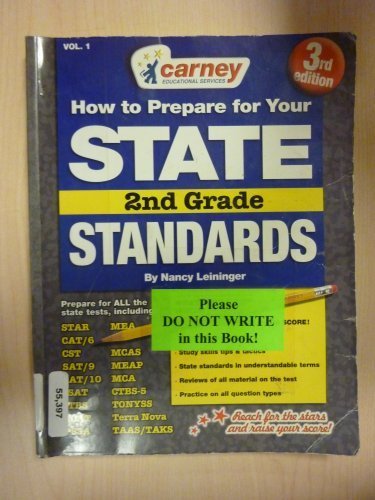 VOL. 1
carney
EDUCATIONAL SERVICES
3rd
edition
How to Prepare for Your
STATE
2nd Grade
STANDARDS
By Nancy Leininger
Prepare for ALL the
state tests, including
SCORE!
Please
DO NOT WRITE
in this Book!
STAR MEA
CAT/6
CST MCAS
SAT/9 MEAP
SAT/10 MCA
CTBS-5
TONYSS
Terra Nova
TAAS/TAKS
Study skills tips & tactics
State standards in understandable terms
Reviews of all material on the test
Practice on all question types
Reach for the stars
and raise your score!
55,397